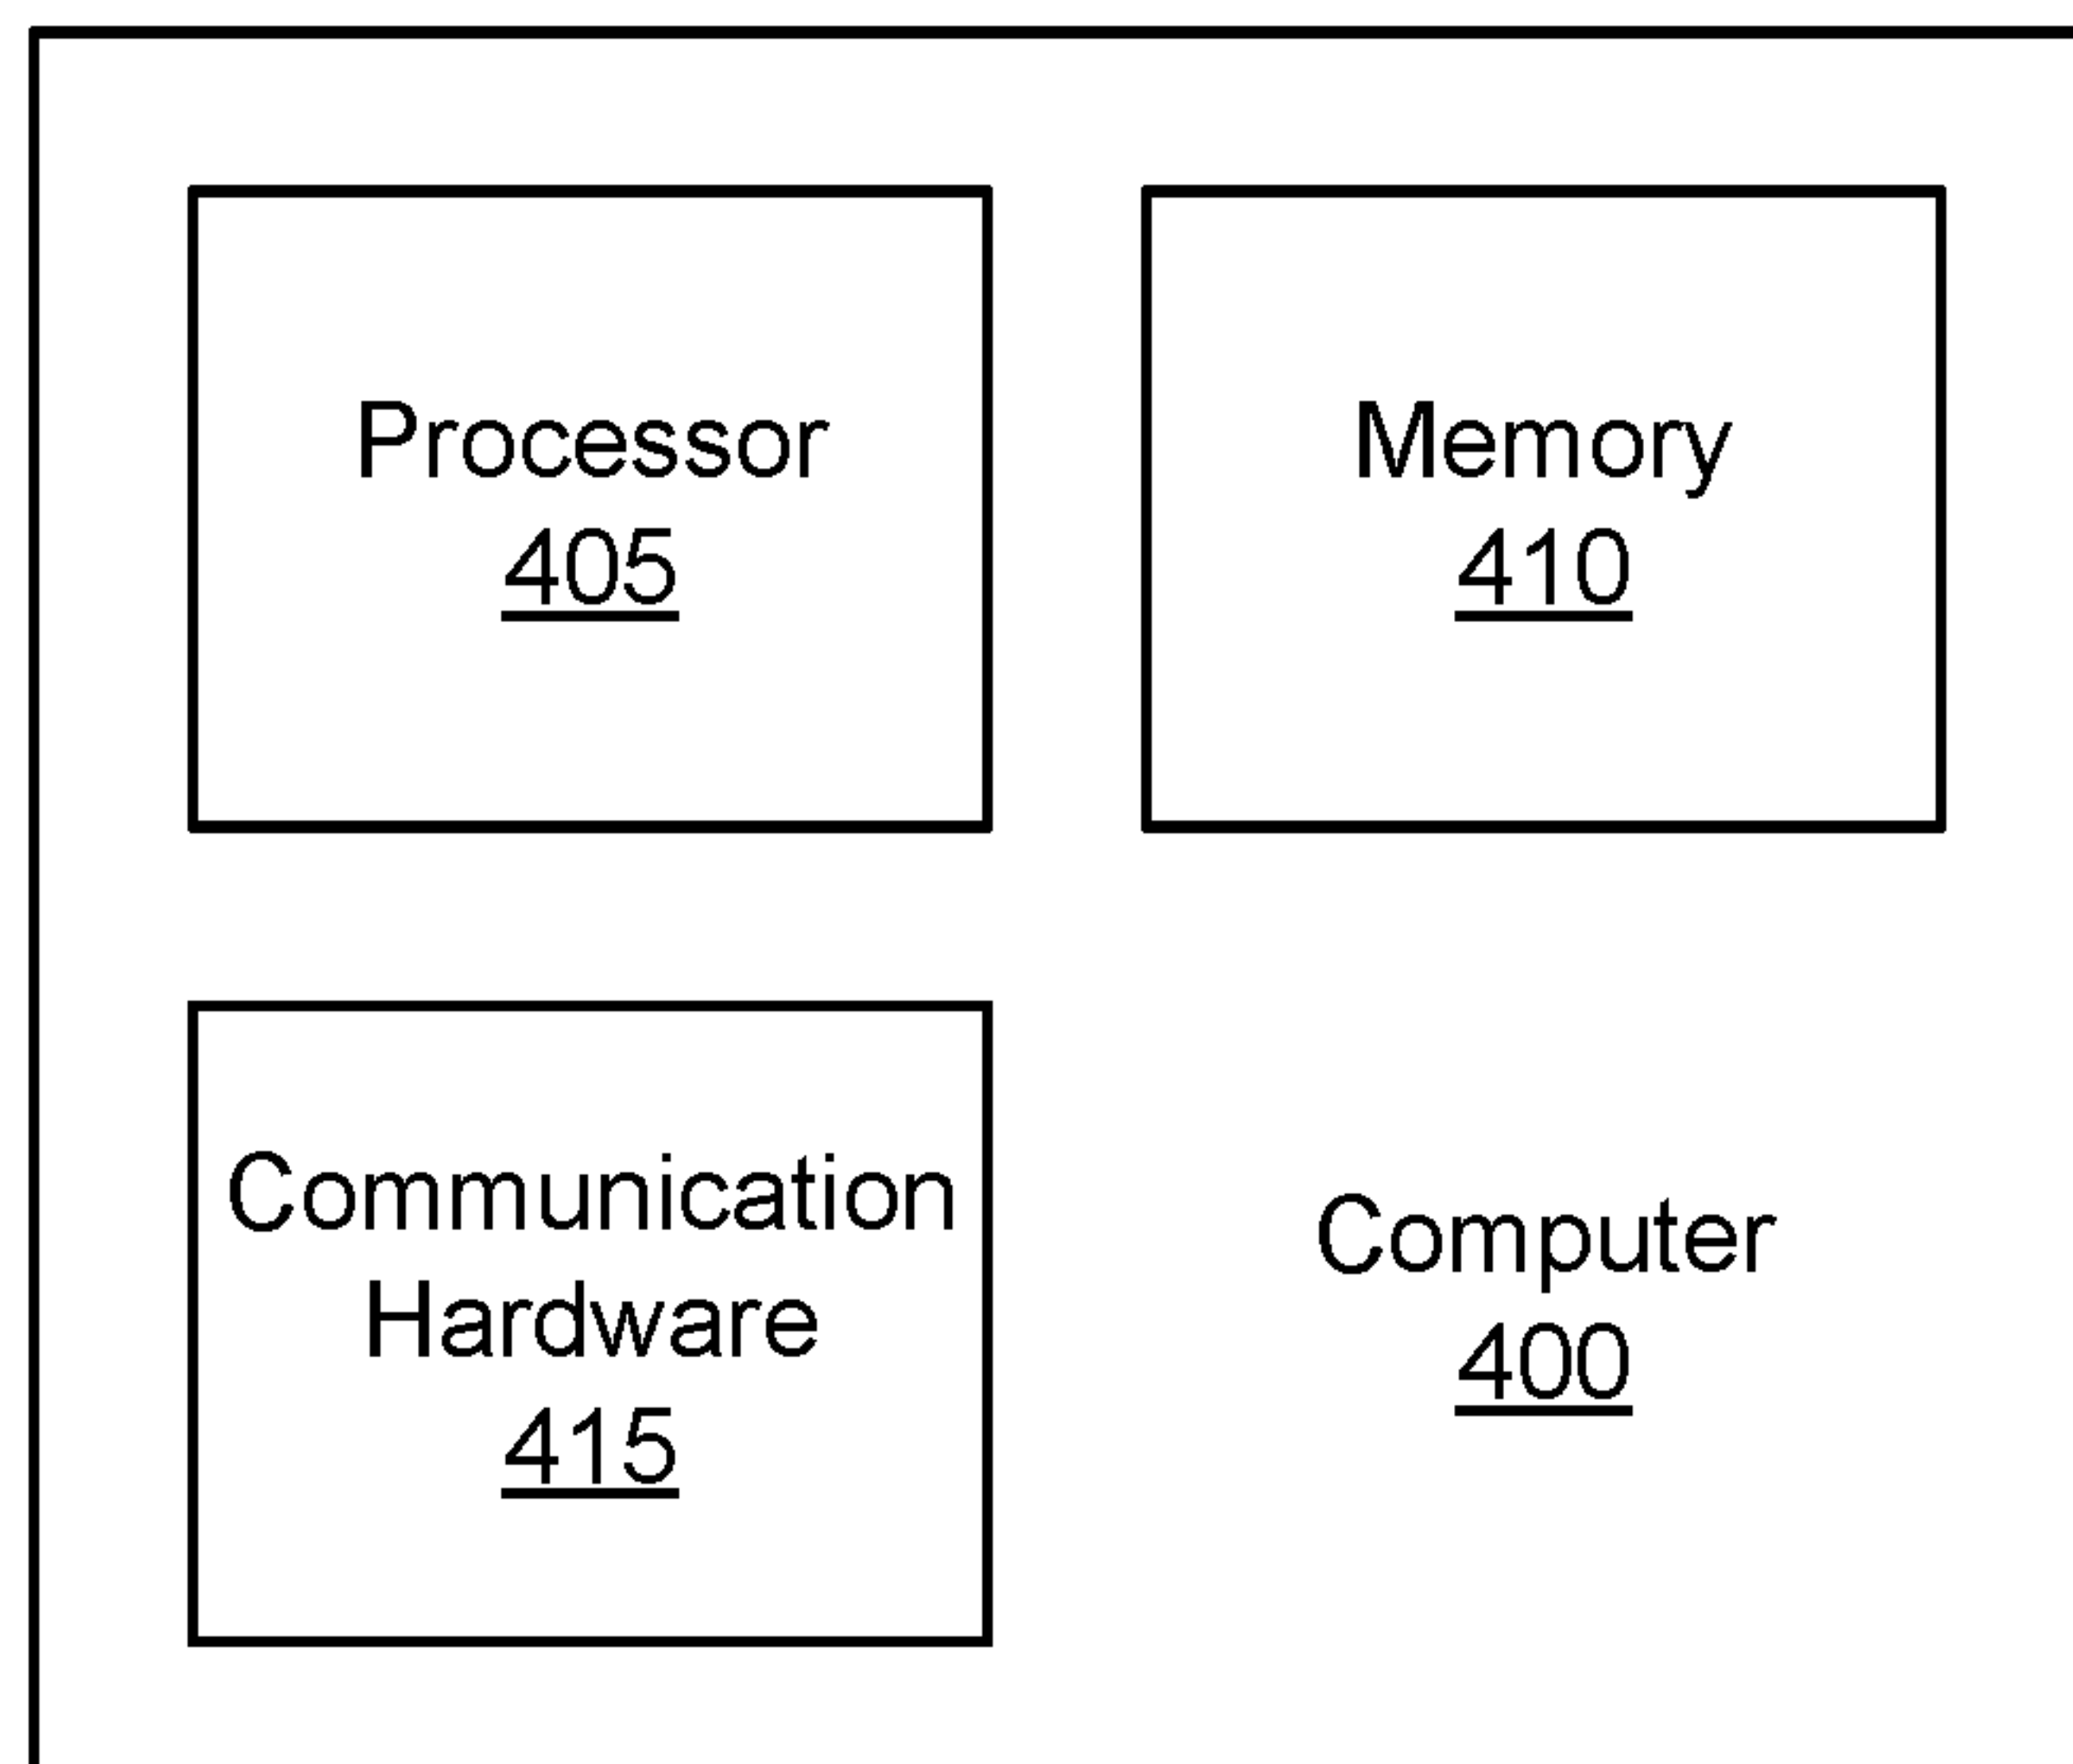 Processor
405
Memory
410
Communication
Hardware
415
Computer
400